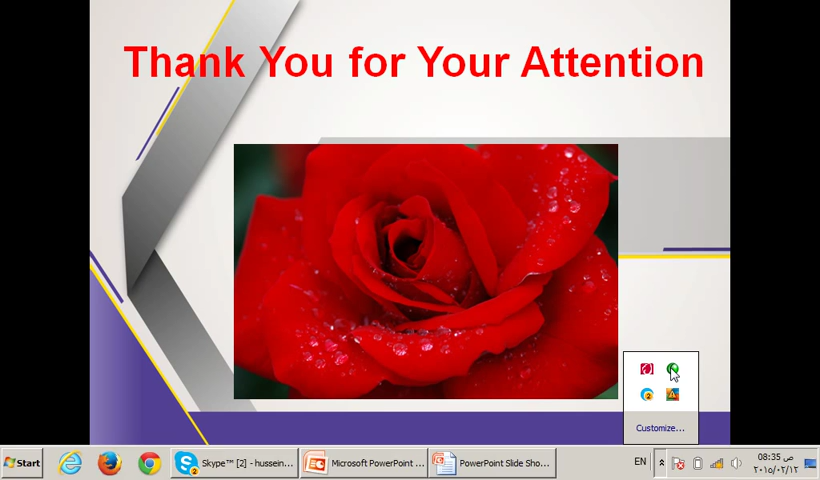 Thank You for Your Attention
Customize...
Start
Skype™ [2] - hussein...
2
Microsoft PowerPoint ...
PowerPoint Slide Sho...
EN
08:35 ص
٢٠١٥/٠٢/١٢